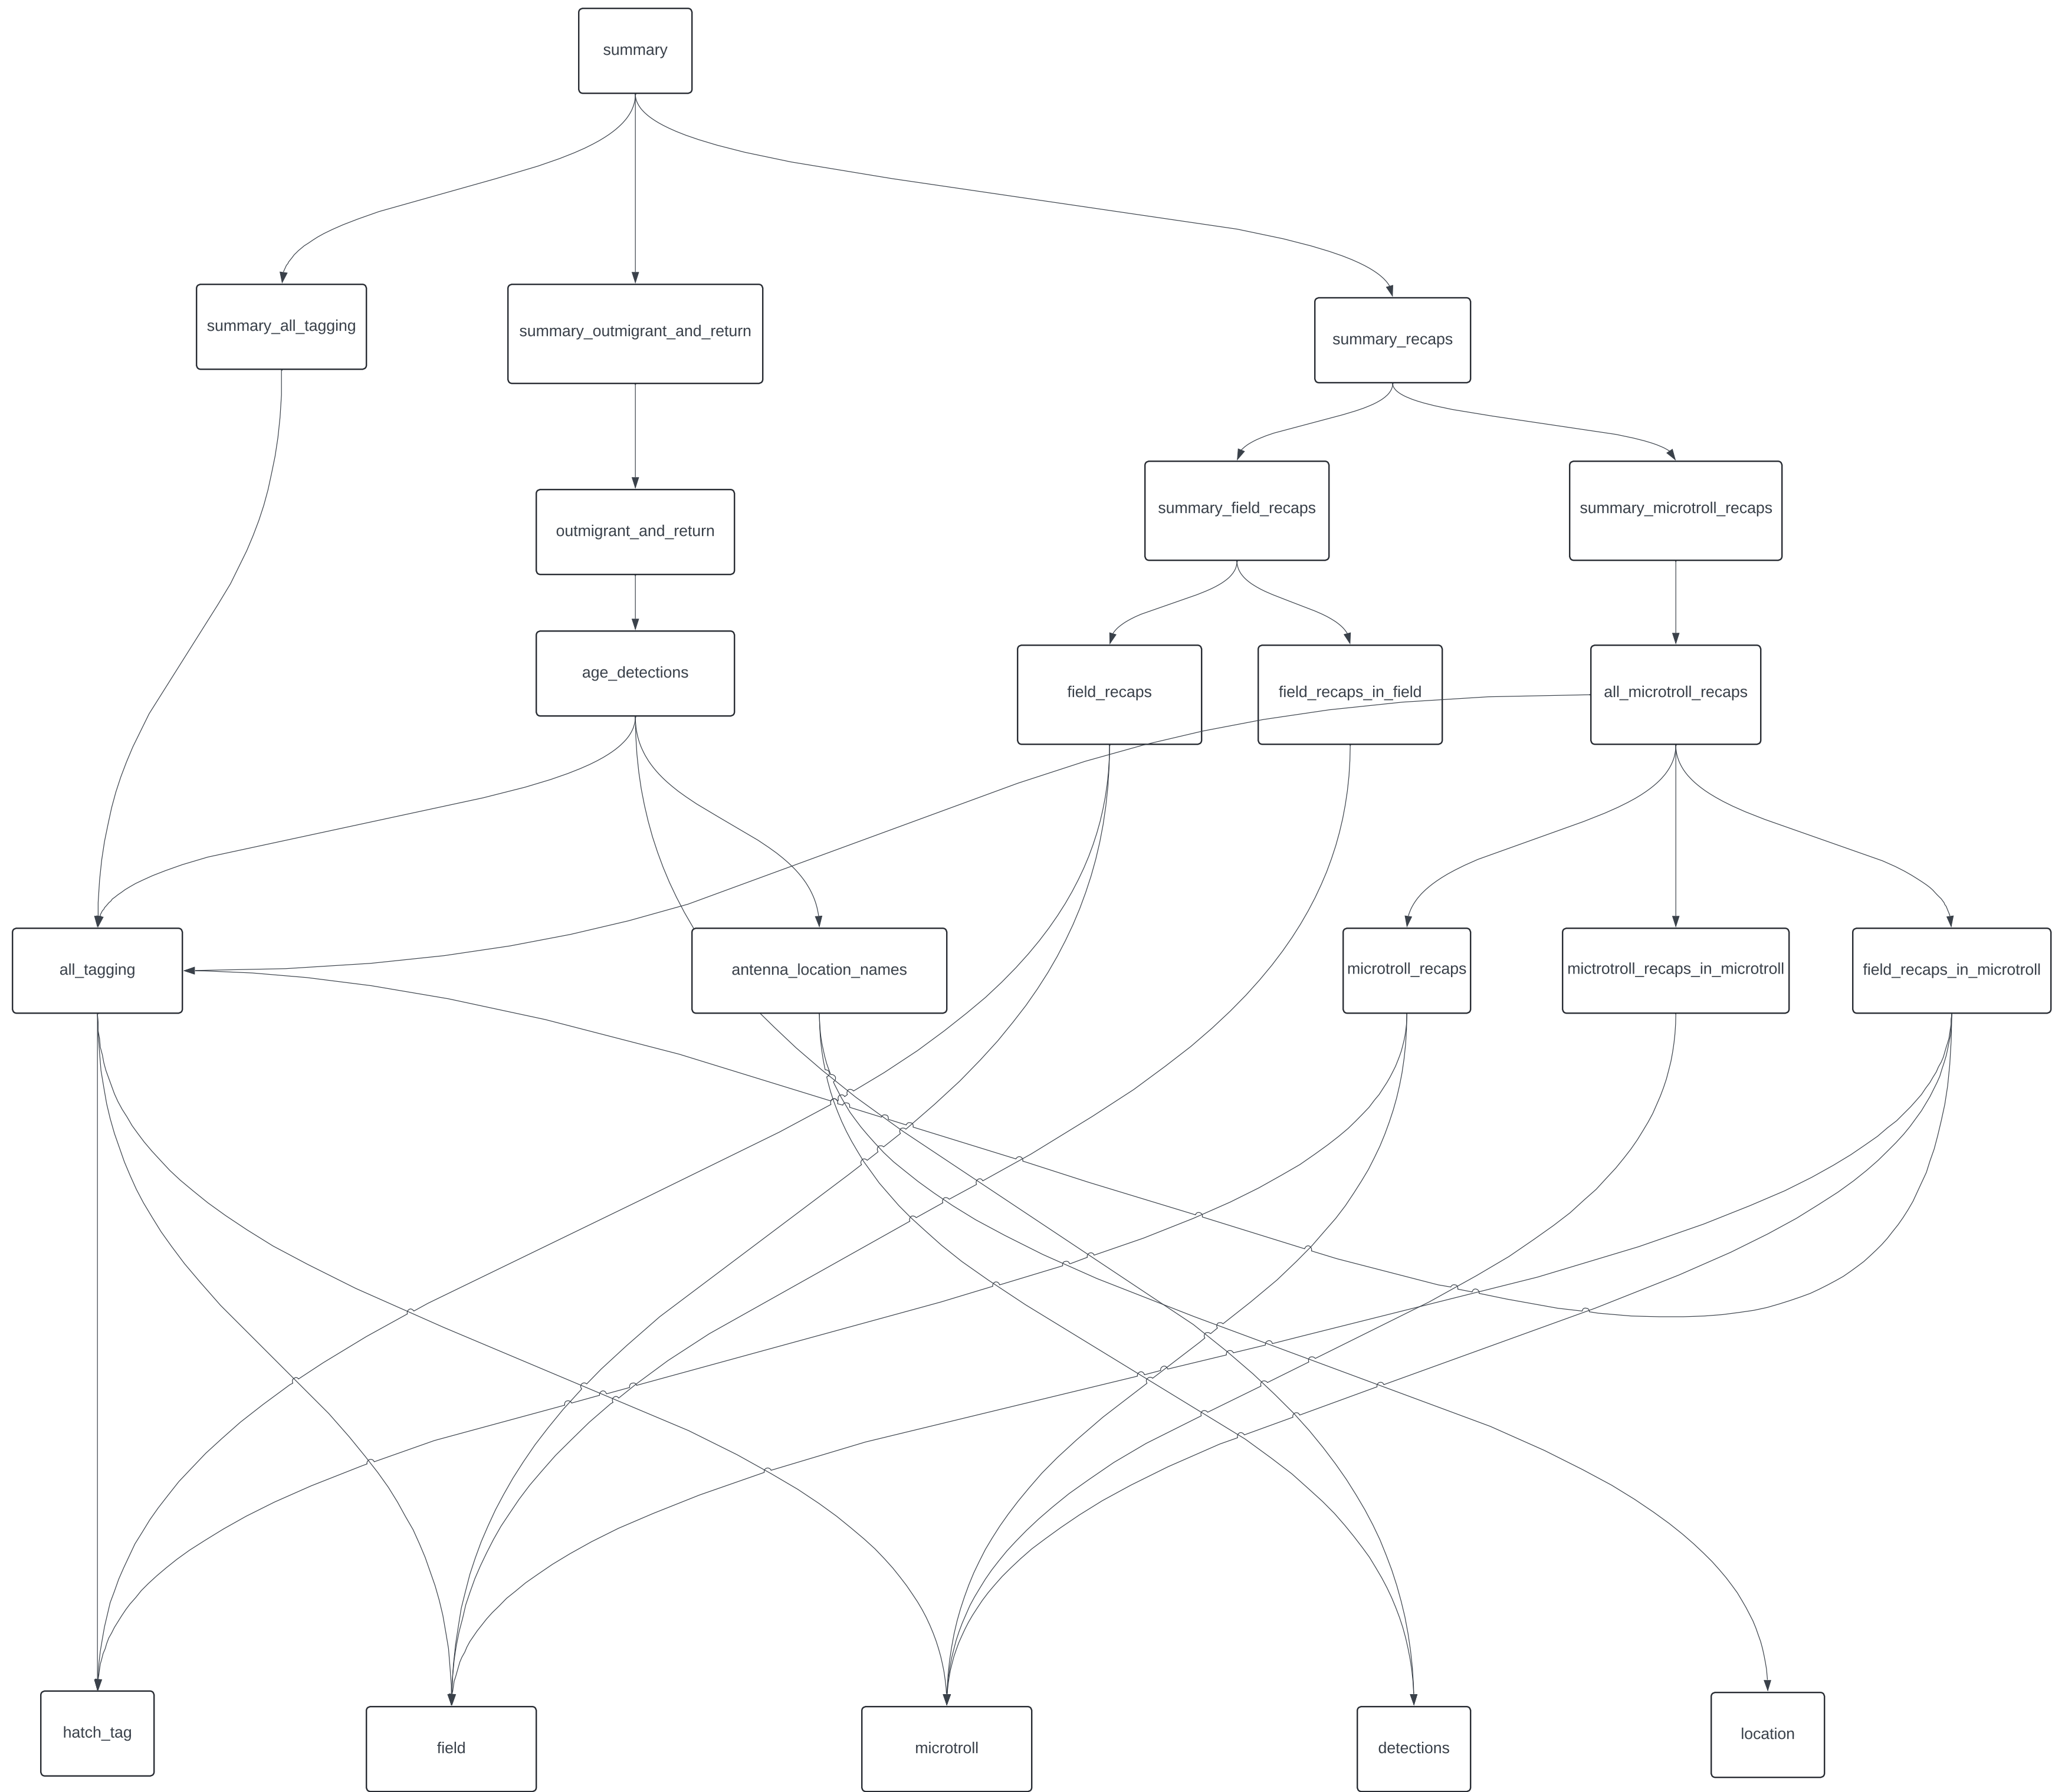 summary
summary_all_tagging
summary_outmigrant_and_return
summary_recaps
summary_field_recaps
summary_microtroll_recaps
outmigrant_and_return
age_detections
field_recaps
field_recaps_in_field
all_microtroll_recaps
all_tagging
antenna_location_names
microtroll_recaps
mictrotroll_recaps_in_microtroll
field_recaps_in_microtroll
hatch_tag
field
microtroll
detections
location